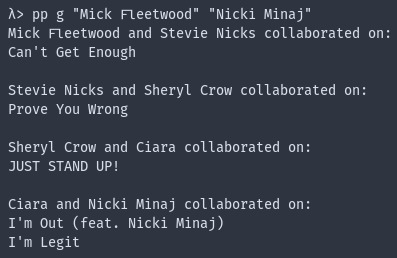 λ> pp g "Mick Fleetwood" "Nicki Minaj"
Mick Fleetwood and Stevie Nicks collaborated on:
Can't Get Enough
Stevie Nicks and Sheryl Crow collaborated on:
Prove You Wrong
Sheryl Crow and Ciara collaborated on:
JUST STAND UP!
Ciara and Nicki Minaj collaborated on:
I'm Out (feat. Nicki Minaj)
I'm Legit